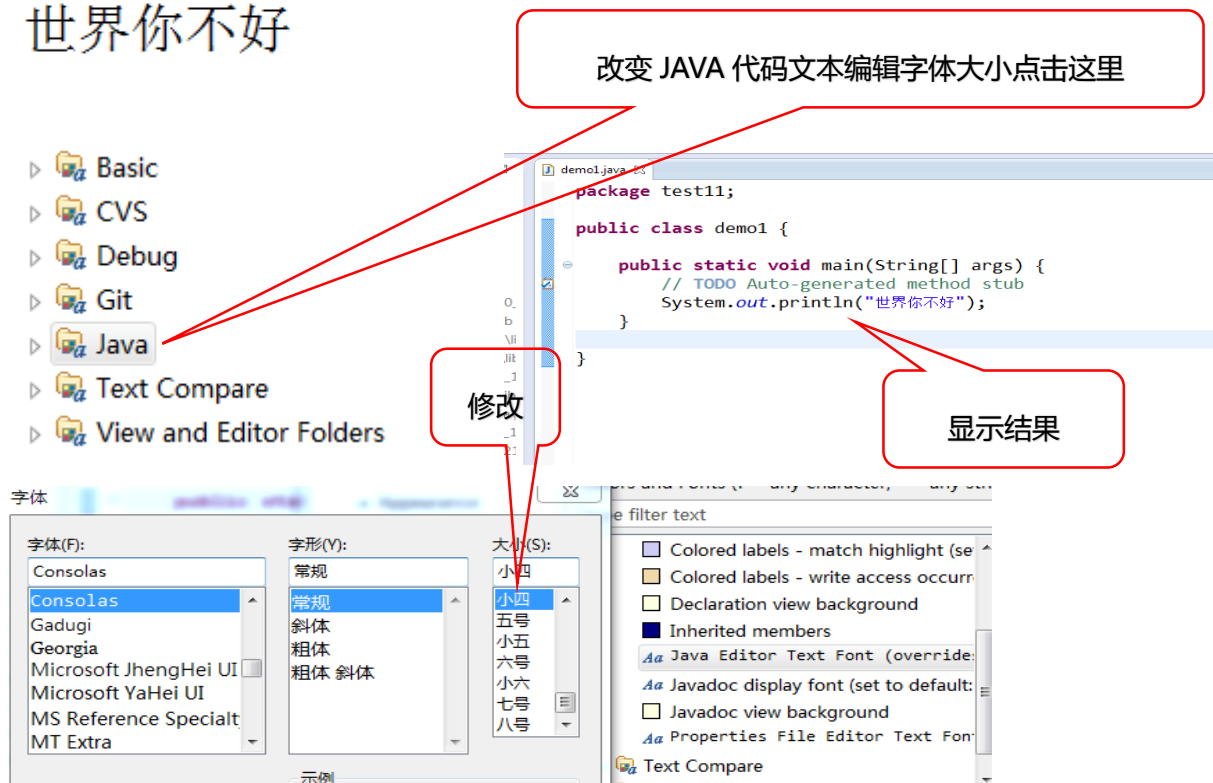 世界你不好
改变 JAVA 代码文本编辑字体大小点击这里
Basic
CVS
Debug
Git
Java
Text Compare
View and Editor Folders
demo1.java
package test11;
public class demo1 {
public static void main(String[] args) {
// TODO Auto-generated method stub
System.out.println("世界你不好");
}
}
修改
显示结果
字体
字体(F):
Consolas
Consolas
Gadugi
Georgia
Microsoft JhengHei UI
Microsoft YaHei UI
MS Reference Specialt
MT Extra
字形(Y):
常规
常规
斜体
粗体
粗体 斜体
大小(S):
小四
小四
五号
小五
六号
小六
七号
八号
示例
e filter text
Colored labels - match highlight (se
Colored labels - write access occurr
Declaration view background
Inherited members
Java Editor Text Font (overrides
Javadoc display font (set to default:
Javadoc view background
Properties File Editor Text Fon
Text Compare